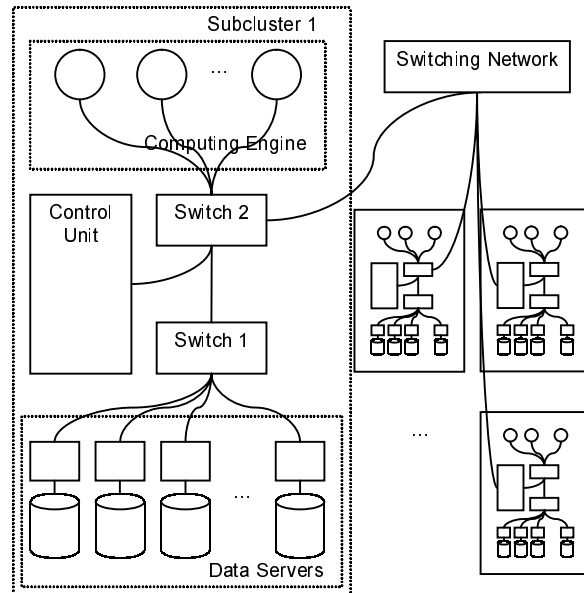 Subcluster 1
...
Computing Engine
Switching Network
Control
Unit
Switch 2
Switch 1
...
...
Data Servers